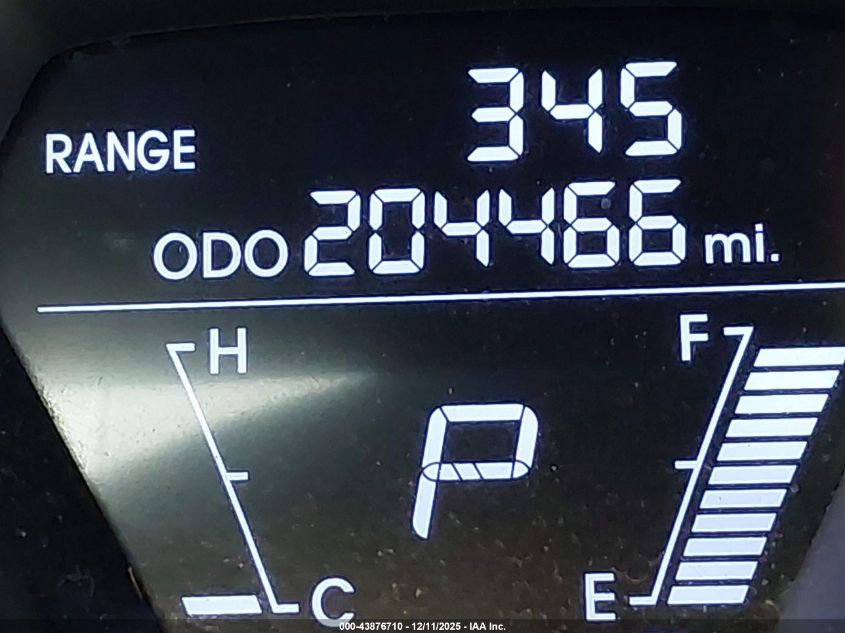 345
RANGE
ODO 204466 mi.
H F
P
C E
000-43876710 - 12/11/2025 - IAA Inc.